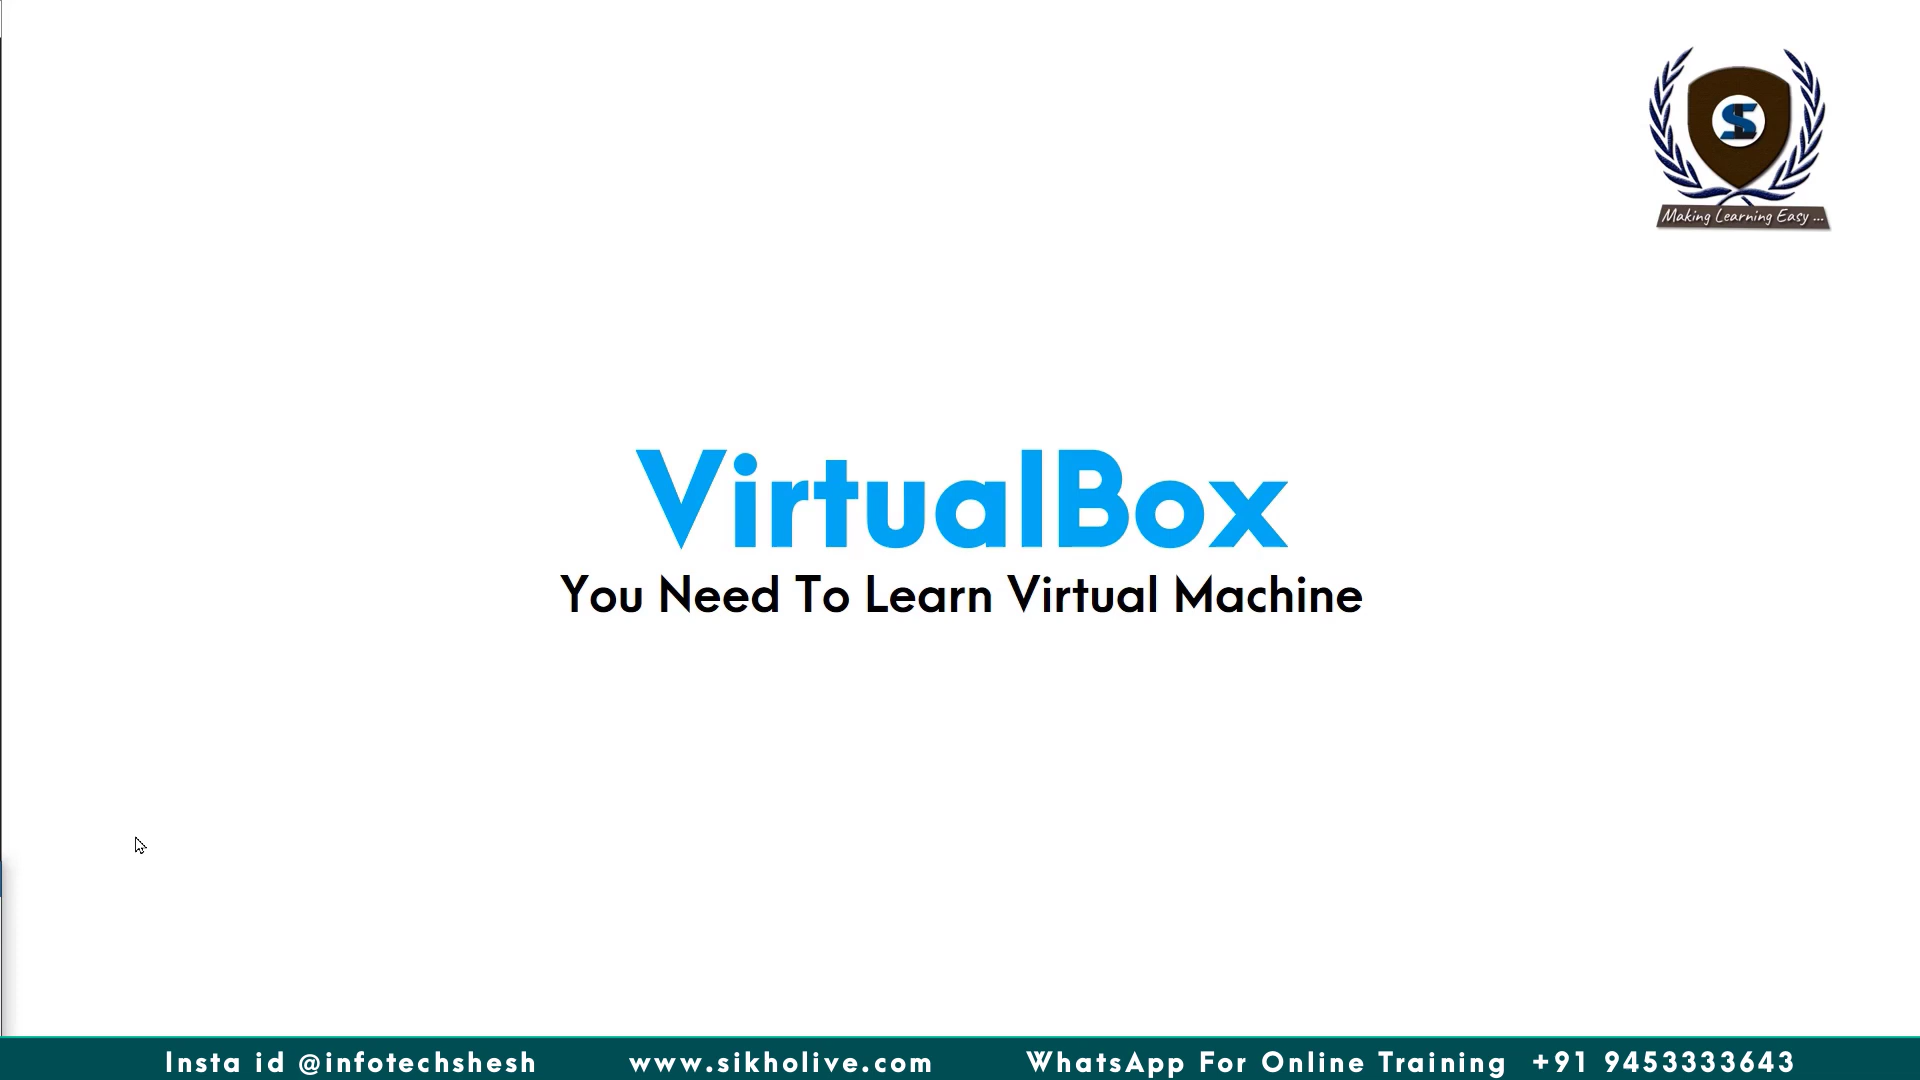 Making Learning Easy ...
VirtualBox
You Need To Learn Virtual Machine
Insta id @infotechshesh www.sikholive.com WhatsApp For Online Training +91 9453333643